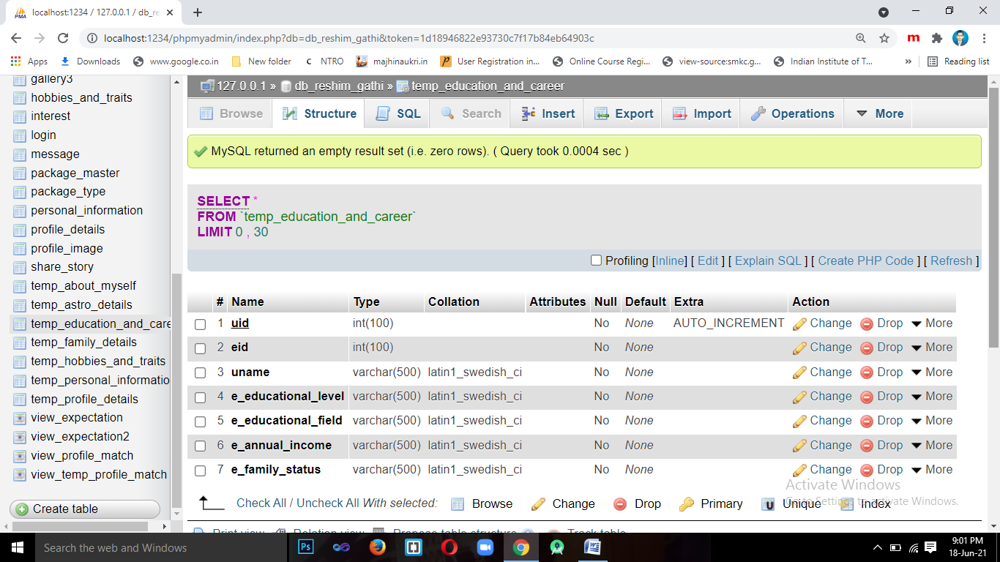 localhost:1234 / 127.0.0.1 / db_re
localhost:1234/phpmyadmin/index.php?db=db_reshim_gathi&token=1d18946822e93730c7f17b84eb64903c
Apps Downloads www.google.co.in New folder NTRO majhinaukri.in User Registration in... Online Course Regi... view-source:smkc.g... Indian Institute of T... » Reading list
gallery3
hobbies_and_traits
interest
login
message
package_master
package_type
personal_information
profile_details
profile_image
share_story
temp_about_myself
temp_astro_details
temp_education_and_care
temp_family_details
temp_hobbies_and_traits
temp_personal_informatio
temp_profile_details
view_expectation
view_expectation2
view_profile_match
view_temp_profile_match
Create table
127.0.0.1 » db_reshim_gathi » temp_education_and_career
Browse Structure SQL Search Insert Export Import Operations More
MySQL returned an empty result set (i.e. zero rows). ( Query took 0.0004 sec )
SELECT *
FROM `temp_education_and_career`
LIMIT 0 , 30
Profiling [Inline] [ Edit ] [ Explain SQL ] [ Create PHP Code ] [ Refresh ]
# Name Type Collation Attributes Null Default Extra Action
1 uid int(100) No None AUTO_INCREMENT Change Drop More
2 eid int(100) No None Change Drop More
3 uname varchar(500) latin1_swedish_ci No None Change Drop More
4 e_educational_level varchar(500) latin1_swedish_ci No None Change Drop More
5 e_educational_field varchar(500) latin1_swedish_ci No None Change Drop More
6 e_annual_income varchar(500) latin1_swedish_ci No None Change Drop More
7 e_family_status varchar(500) latin1_swedish_ci No None Change Drop More
Check All / Uncheck All With selected: Browse Change Drop Primary Unique Index
Print view Relation view Propose table structure Track table
Activate Windows
Go to Settings to activate Windows.
Search the web and Windows
9:01 PM
18-Jun-21